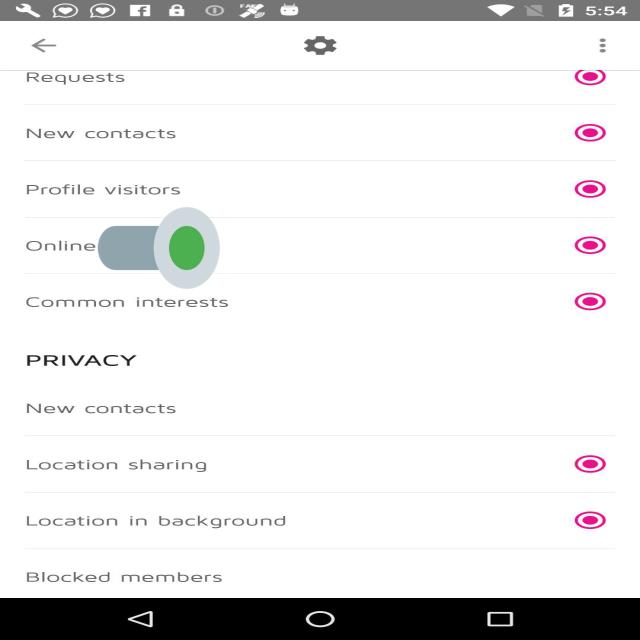 5:54
Requests
New contacts
Profile visitors
Online
Common interests
PRIVACY
New contacts
Location sharing
Location in background
Blocked members